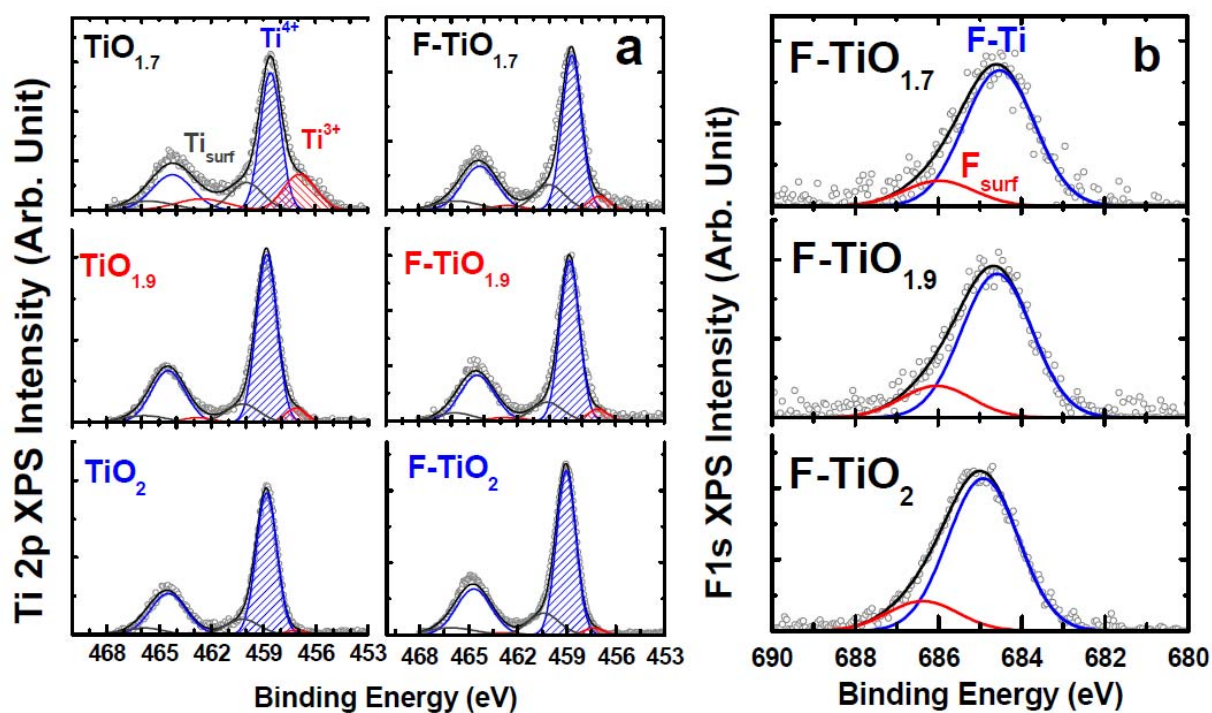 Ti 2p XPS Intensity (Arb. Unit)
TiO1.7
Ti4+
Tisurf
Ti3+
F-TiO1.7
a
TiO1.9
F-TiO1.9
TiO2
F-TiO2
468 465 462 459 456 453
468 465 462 459 456 453
Binding Energy (eV)
F1s XPS Intensity (Arb. Unit)
F-TiO1.7
F-Ti
b
Fsurf
F-TiO1.9
F-TiO2
690 688 686 684 682 680
Binding Energy (eV)